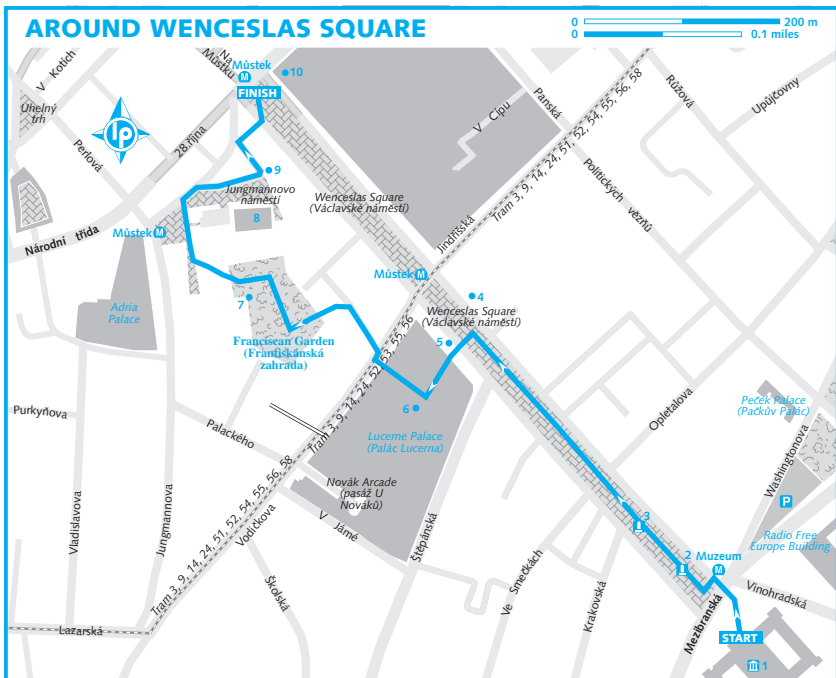 AROUND WENCESLAS SQUARE
0 200 m
0 0.1 miles
V Kotích
Na
Můstku
Můstek
M
FINISH
10
Úhelný
trh
lp
Perlová
28.října
Panská
V Cípu
Růžová
Upůjčovny
Politických vězňů
Tram 3, 9, 14, 24, 51, 52, 54, 55, 56, 58
Jindřišská
9
Jungmannovo
náměstí
8
Wenceslas Square
(Václavské náměstí)
Národní třída
Můstek M
Můstek M
4
Wenceslas Square
(Václavské náměstí)
5
Adria
Palace
7
Franciscan Garden
(Františkánská
zahrada)
Tram 3, 9, 14, 24, 52, 53, 55, 56
6
Lucerne Palace
(Palác Lucerna)
Purkyňova
Palackého
Opletalova
Peček Palace
(Pačkův Palác)
Washingtonova
P
Radio Free
Europe Building
Novák Arcade
(pasáž U
Nováků)
V Jámě
Vladislavova
Jungmannova
Tram 3, 9, 14, 24, 51, 52, 54, 55, 56, 58
Vodičkova
Školská
Štěpánská
Ve Smečkách
Krakovská
3
2
Muzeum
M
Vinohradská
Mezibranská
START
1
Lazarská